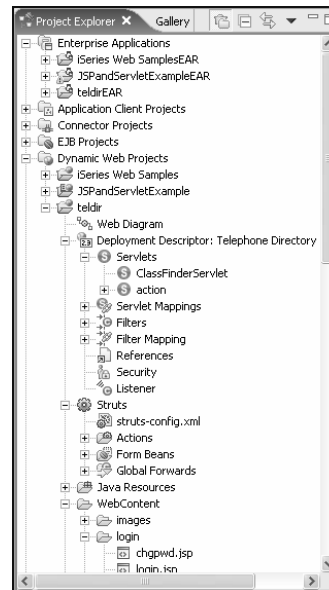 Project Explorer
Gallery
Enterprise Applications
iSeries Web SamplesEAR
JSPandServletExampleEAR
teldirEAR
Application Client Projects
Connector Projects
EJB Projects
Dynamic Web Projects
iSeries Web Samples
JSPandServletExample
teldir
Web Diagram
Deployment Descriptor: Telephone Directory
Servlets
ClassFinderServlet
action
Servlet Mappings
Filters
Filter Mapping
References
Security
Listener
Struts
struts-config.xml
Actions
Form Beans
Global Forwards
Java Resources
WebContent
images
login
chgpwd.jsp
login.jsp